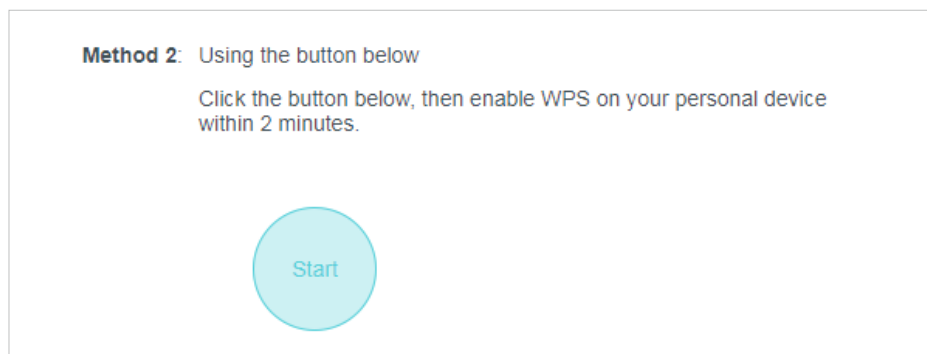 Method 2: Using the button below
Click the button below, then enable WPS on your personal device
within 2 minutes.
Start